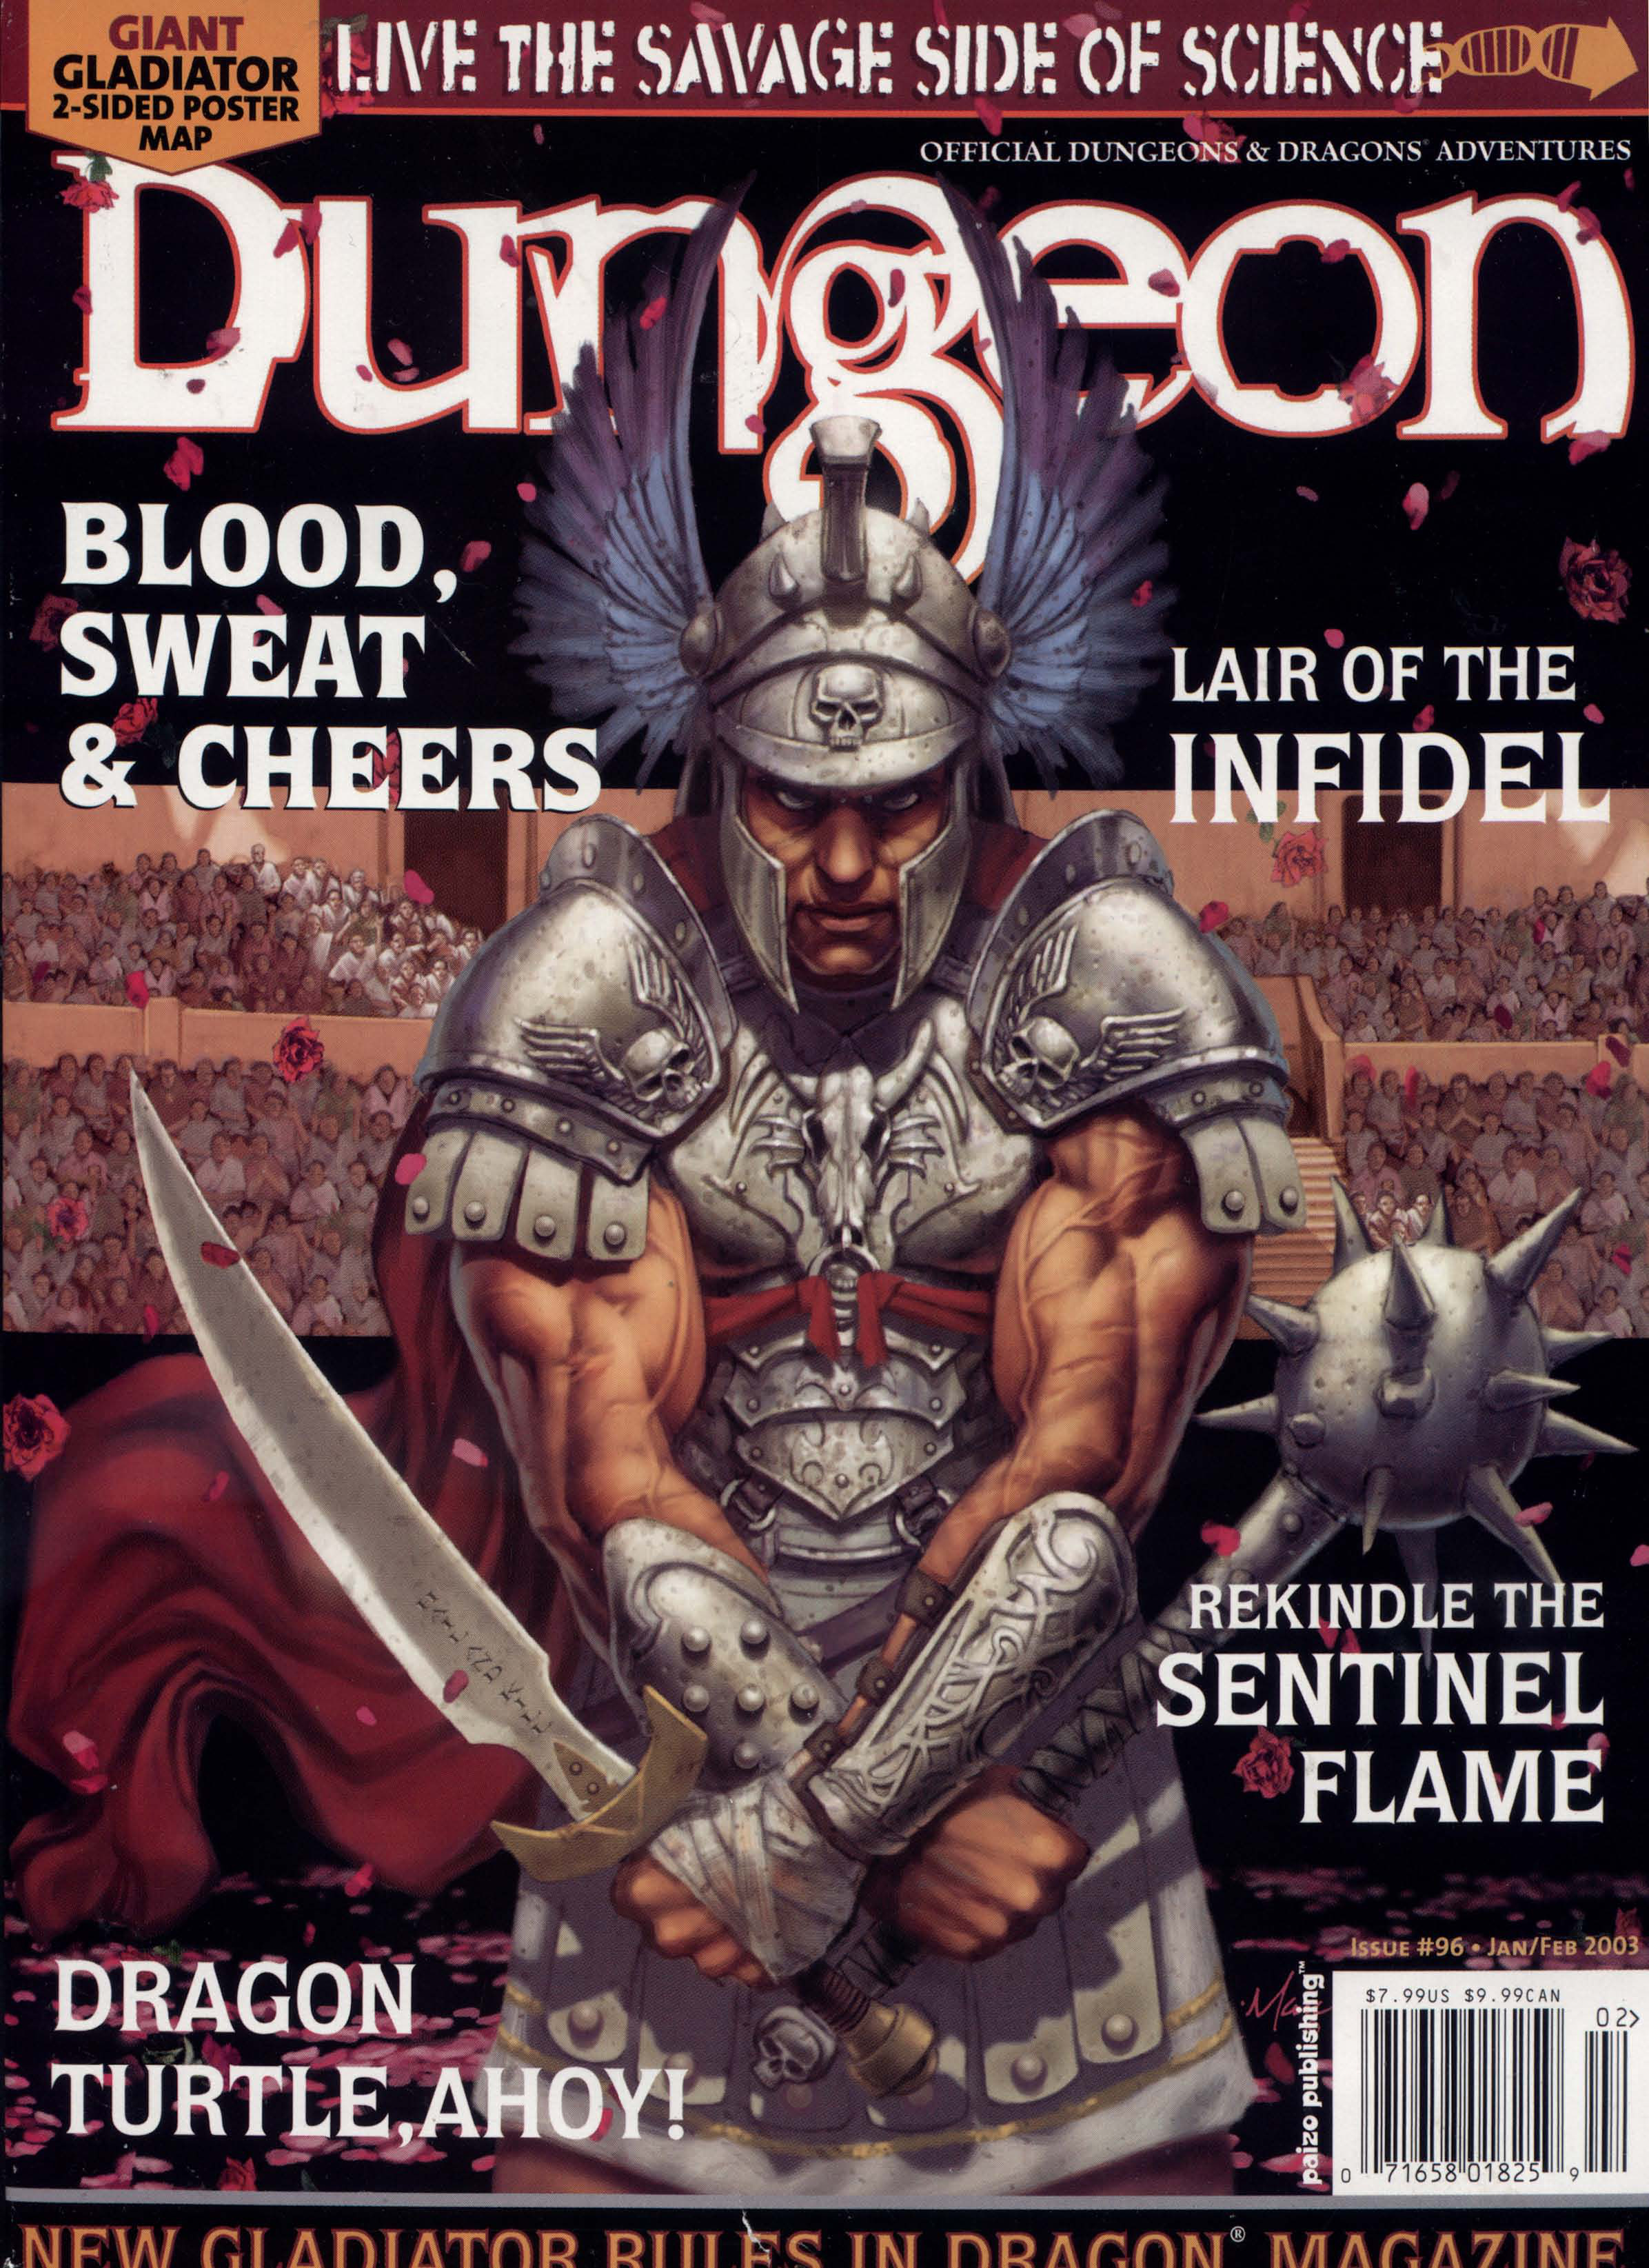 GIANT
GLADIATOR
2-SIDED POSTER
MAP
LIVE THE SAVAGE SIDE OF SCIENCE
OFFICIAL DUNGEONS & DRAGONS® ADVENTURES
Dungeon
BLOOD,
SWEAT
& CHEERS
LAIR OF THE
INFIDEL
REKINDLE THE
SENTINEL
FLAME
DRAGON
TURTLE, AHOY!
ISSUE #96 • JAN/FEB 2003
paizo publishing™
$7.99US $9.99CAN
02>
0 71658 01825 9
NEW GLADIATOR RULES IN DRAGON® MAGAZINE